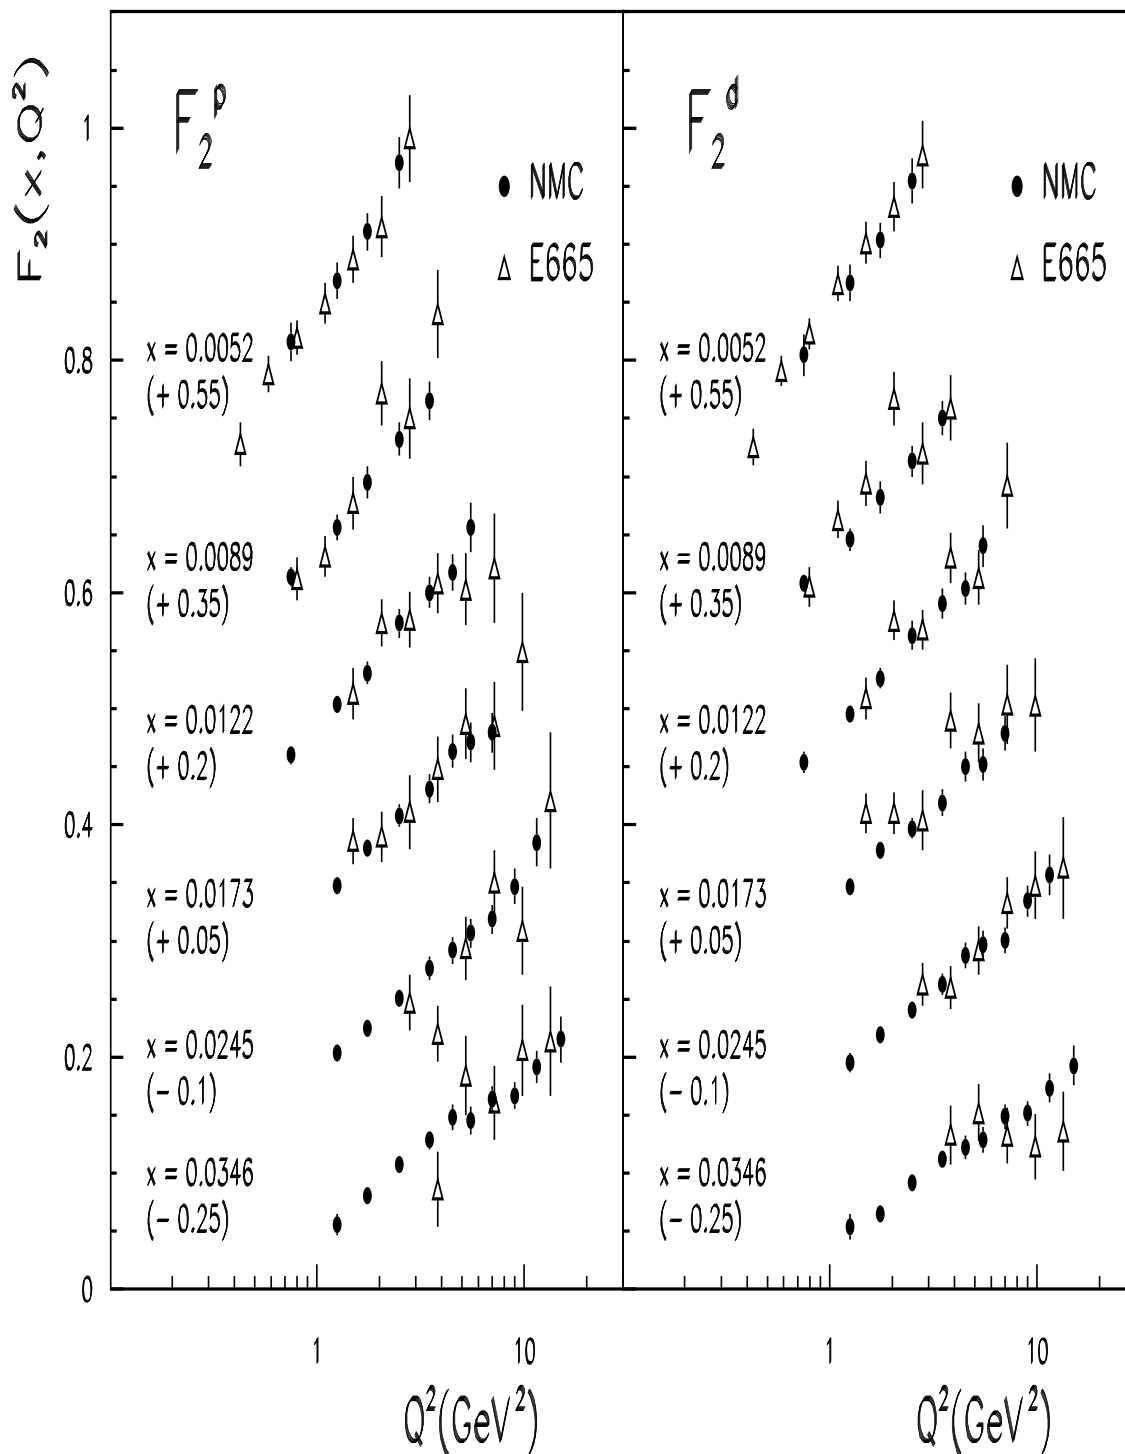 F₂(x,Q²)
F₂ᵖ
NMC
E665
1
0.8
0.6
0.4
0.2
0
x = 0.0052
(+ 0.55)
x = 0.0089
(+ 0.35)
x = 0.0122
(+ 0.2)
x = 0.0173
(+ 0.05)
x = 0.0245
(− 0.1)
x = 0.0346
(− 0.25)
1
10
Q²(GeV²)
F₂ᵈ
NMC
E665
x = 0.0052
(+ 0.55)
x = 0.0089
(+ 0.35)
x = 0.0122
(+ 0.2)
x = 0.0173
(+ 0.05)
x = 0.0245
(− 0.1)
x = 0.0346
(− 0.25)
1
10
Q²(GeV²)